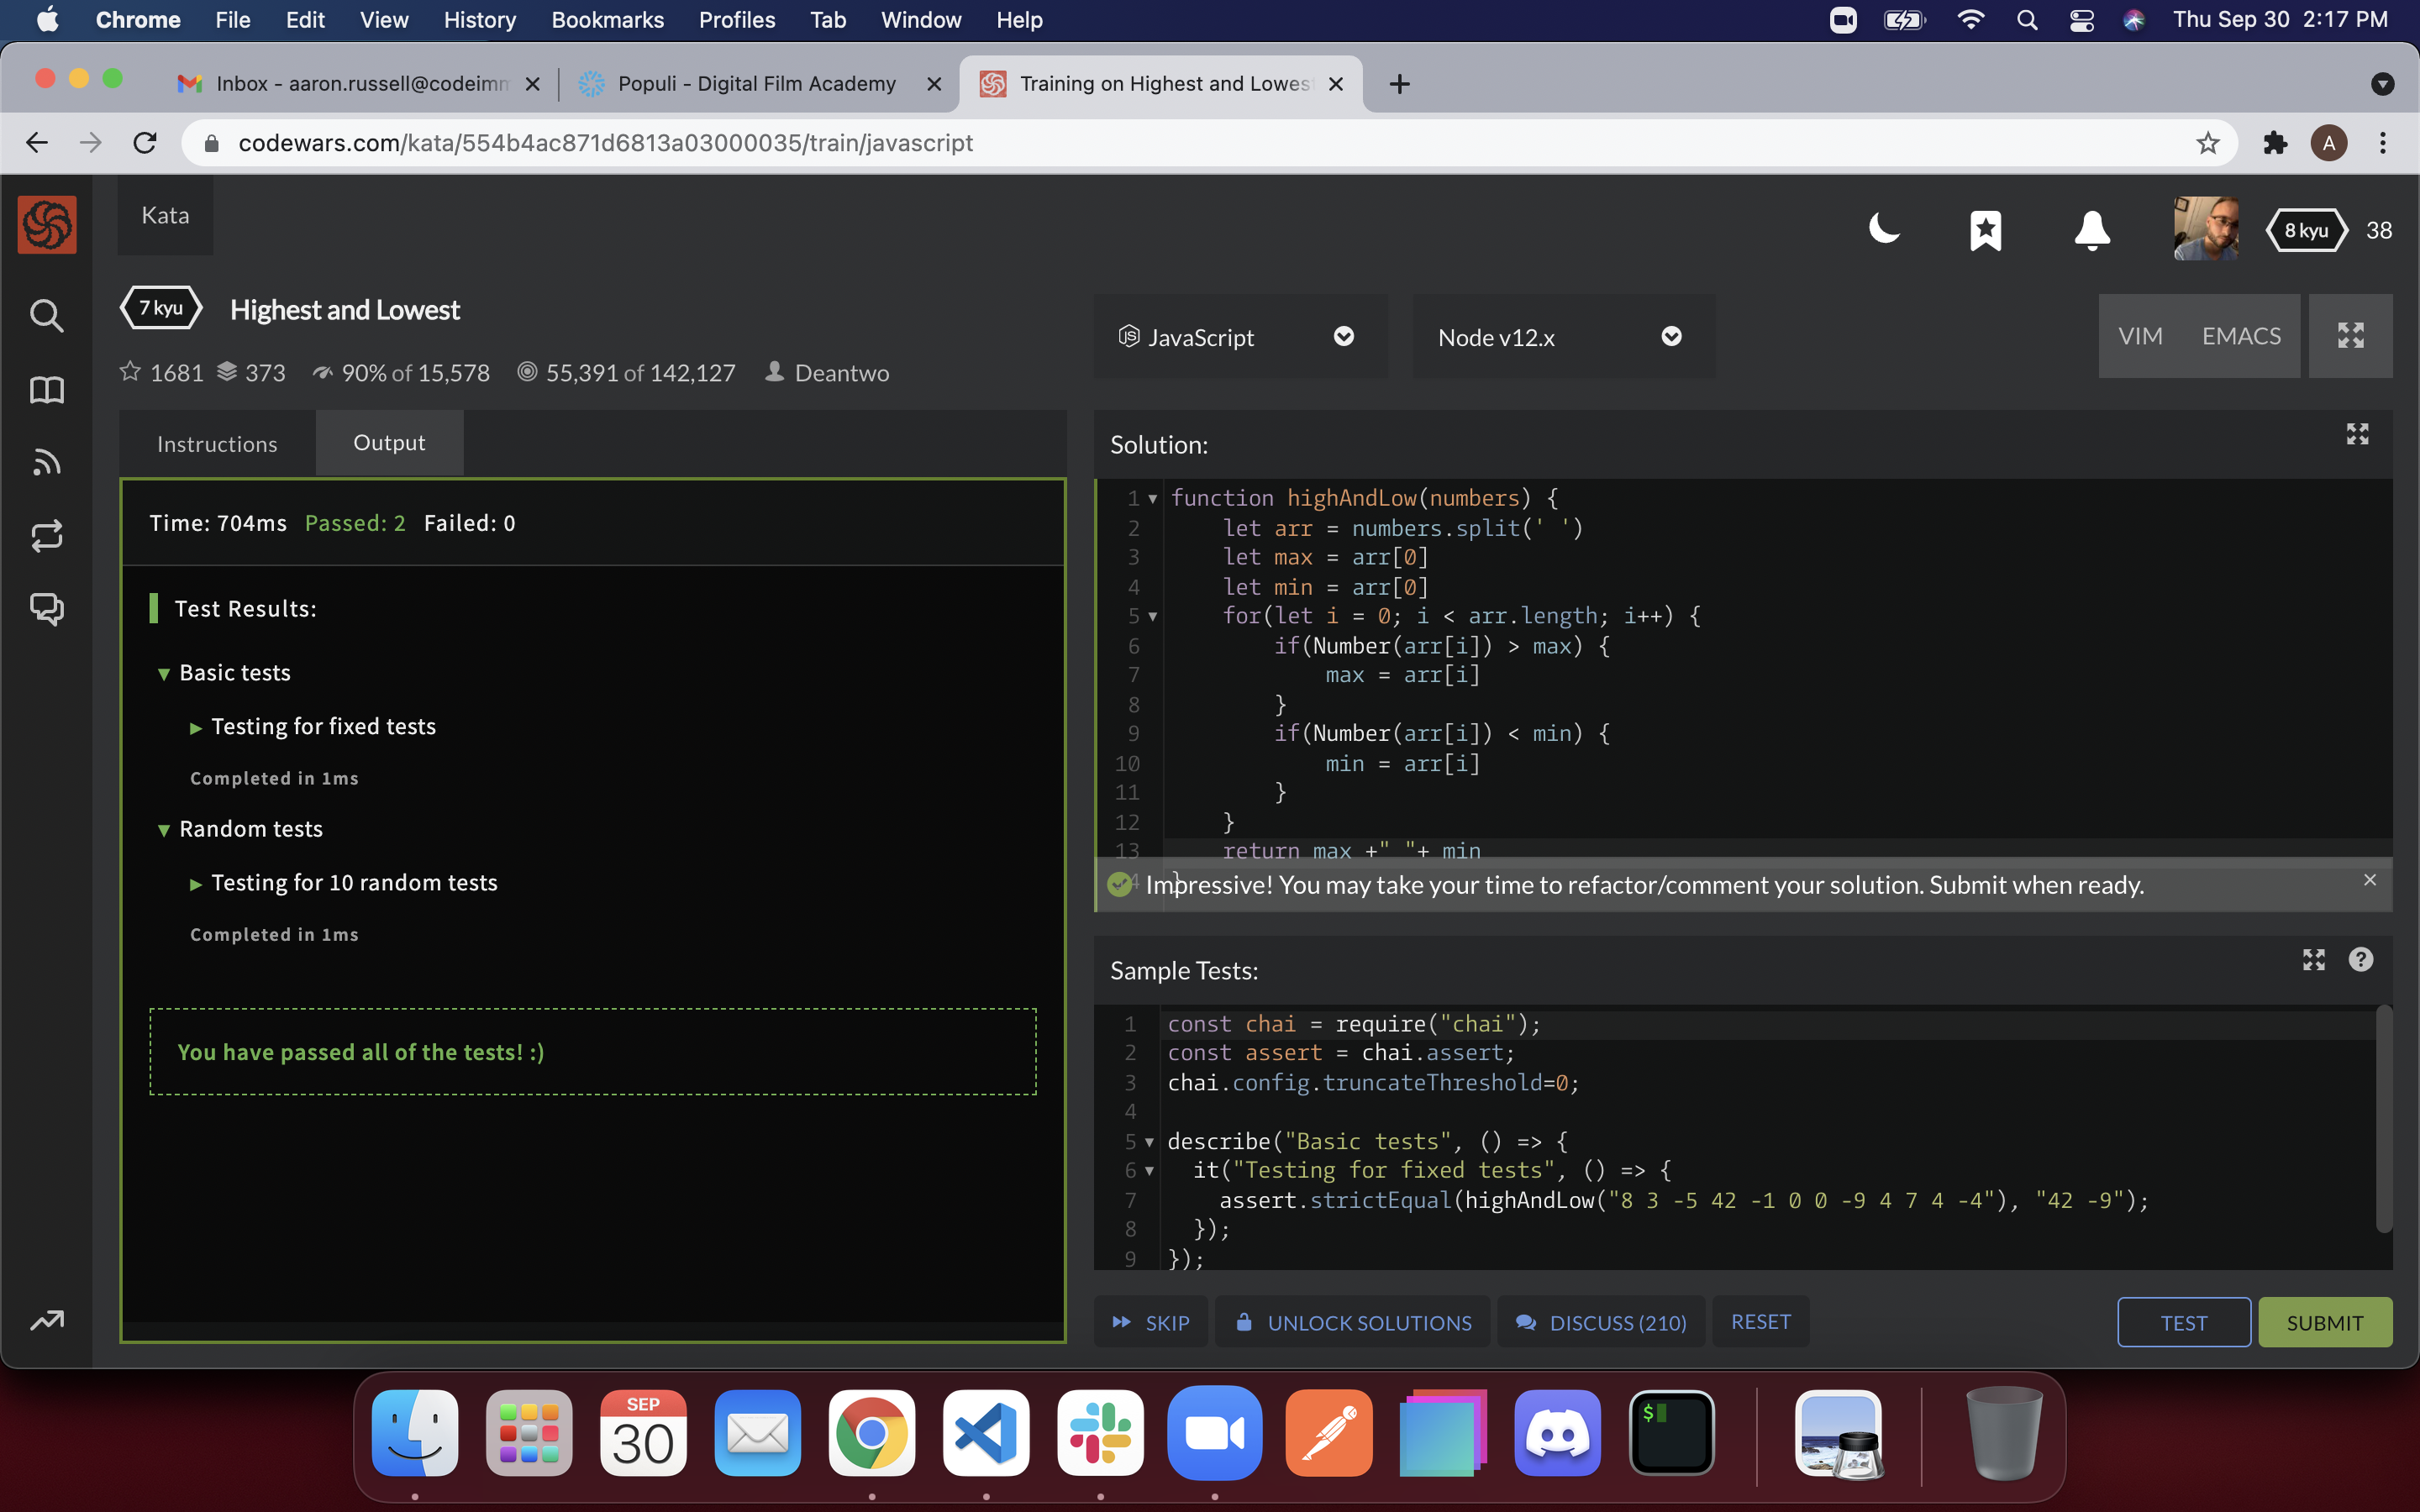 Chrome File Edit View History Bookmarks Profiles Tab Window Help Thu Sep 30 2:17 PM
Inbox - aaron.russell@codeimm Populi - Digital Film Academy Training on Highest and Lowes
codewars.com/kata/554b4ac871d6813a03000035/train/javascript A
Kata 8 kyu 38
7 kyu Highest and Lowest
JavaScript Node v12.x VIM EMACS
1681 373 90% of 15,578 55,391 of 142,127 Deantwo
Instructions Output
Time: 704ms Passed: 2 Failed: 0
Test Results:
▼ Basic tests
► Testing for fixed tests
Completed in 1ms
▼ Random tests
► Testing for 10 random tests
Completed in 1ms
You have passed all of the tests! :)
Solution:
1 function highAndLow(numbers) {
2 let arr = numbers.split(' ')
3 let max = arr[0]
4 let min = arr[0]
5 for(let i = 0; i < arr.length; i++) {
6 if(Number(arr[i]) > max) {
7 max = arr[i]
8 }
9 if(Number(arr[i]) < min) {
10 min = arr[i]
11 }
12 }
13 return max +" "+ min
4 }
Impressive! You may take your time to refactor/comment your solution. Submit when ready.
Sample Tests:
1 const chai = require("chai");
2 const assert = chai.assert;
3 chai.config.truncateThreshold=0;
4
5 describe("Basic tests", () => {
6 it("Testing for fixed tests", () => {
7 assert.strictEqual(highAndLow("8 3 -5 42 -1 0 0 -9 4 7 4 -4"), "42 -9");
8 });
9 });
SKIP UNLOCK SOLUTIONS DISCUSS (210) RESET TEST SUBMIT
SEP
30
$